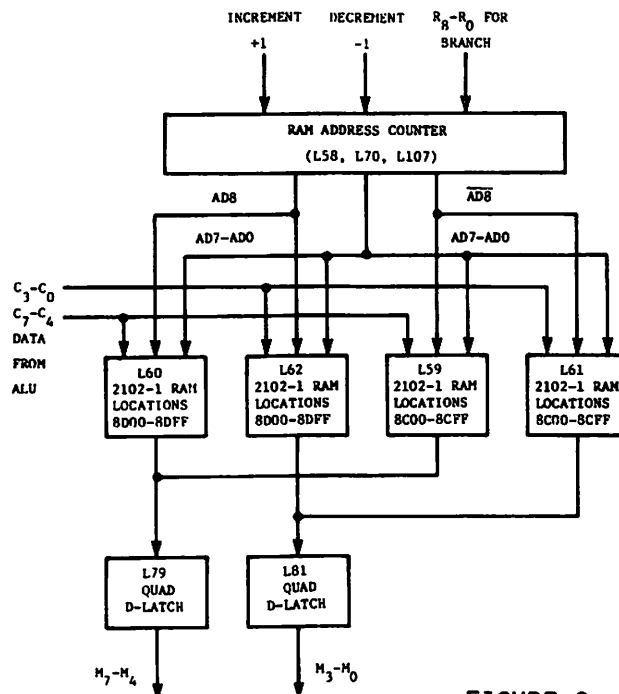 INCREMENT DECREMENT R8-R0 FOR
+1 -1 BRANCH
RAM ADDRESS COUNTER
(L58, L70, L107)
AD8 AD8
AD7-AD0 AD7-AD0
C3-C0
C7-C4
DATA
FROM
ALU
L60
2102-1 RAM
LOCATIONS
8D00-8DFF
L62
2102-1 RAM
LOCATIONS
8D00-8DFF
L59
2102-1 RAM
LOCATIONS
8C00-8CFF
L61
2102-1 RAM
LOCATIONS
8C00-8CFF
L79
QUAD
D-LATCH
L81
QUAD
D-LATCH
M7-M4
M3-M0